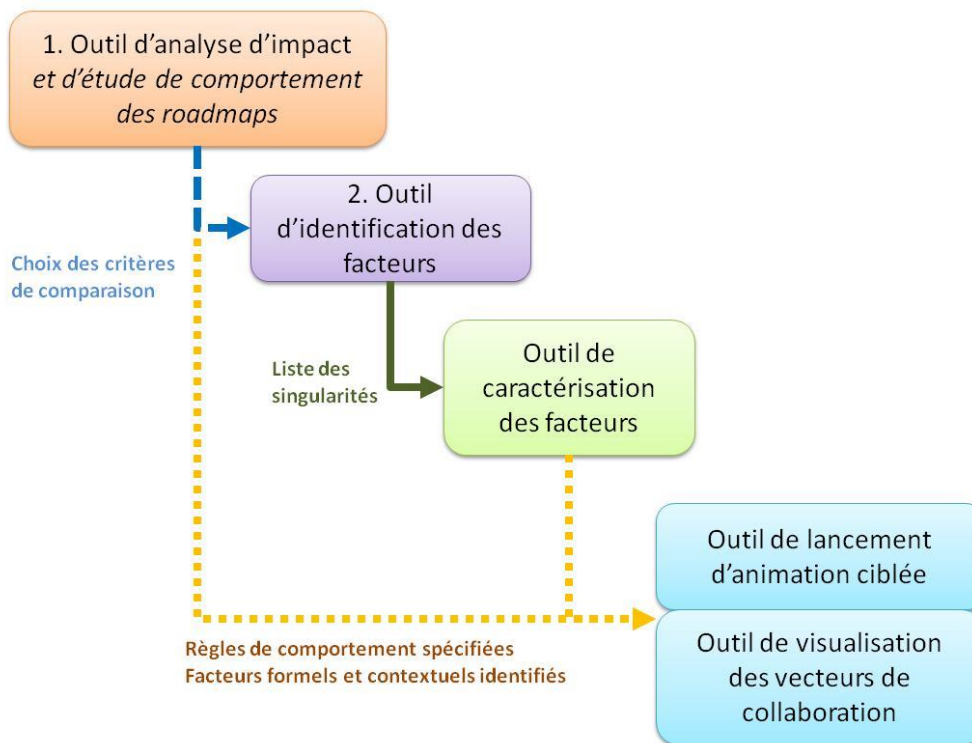 1. Outil d’analyse d’impact
et d’étude de comportement
des roadmaps
2. Outil
d’identification des
facteurs
Choix des critères
de comparaison
Liste des
singularités
Outil de
caractérisation
des facteurs
Outil de lancement
d’animation ciblée
Règles de comportement spécifiées
Facteurs formels et contextuels identifiés
Outil de visualisation
des vecteurs de
collaboration